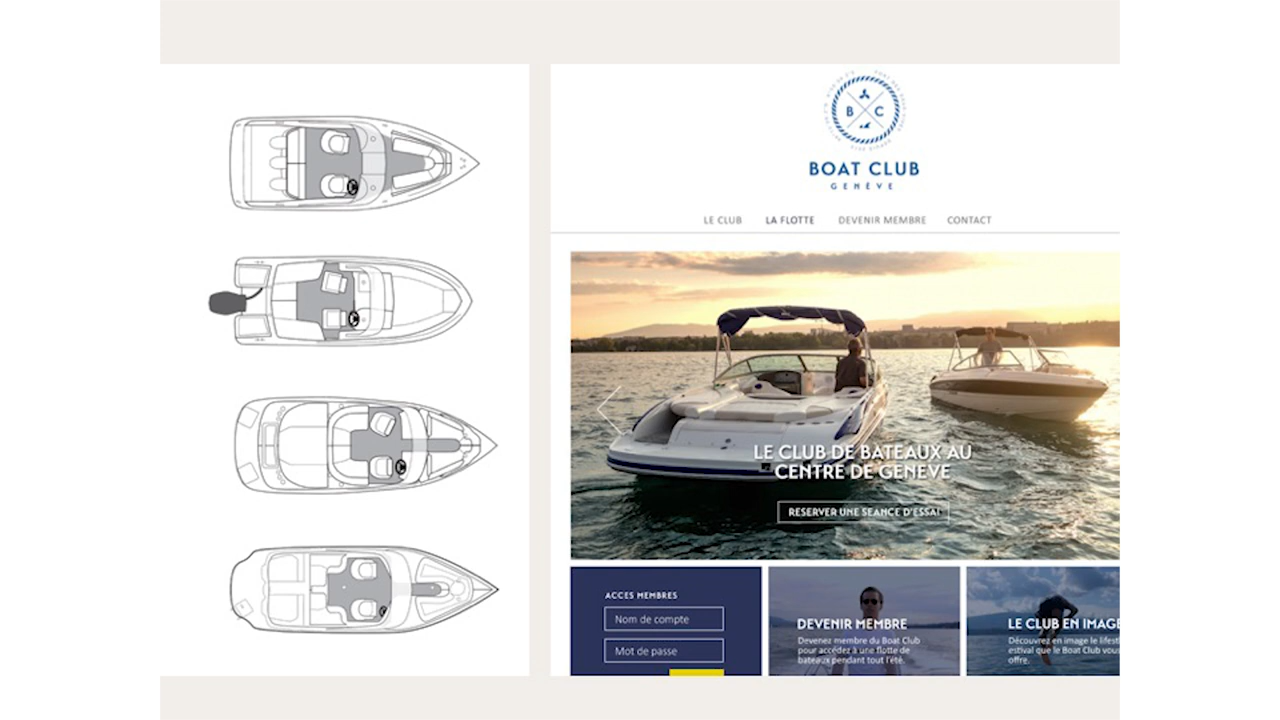 B C
BOAT CLUB
GENÈVE
LE CLUB LA FLOTTE DEVENIR MEMBRE CONTACT
LE CLUB DE BATEAUX AU
CENTRE DE GENEVE
RESERVER UNE SEANCE D'ESSAI
ACCES MEMBRES
Nom de compte
Mot de passe
DEVENIR MEMBRE
Devenez membre du Boat Club
pour accédez à une flotte de
bateaux pendant tout l'été.
LE CLUB EN IMAGE
Découvrez en image le lifest
estival que le Boat Club vous
offre.